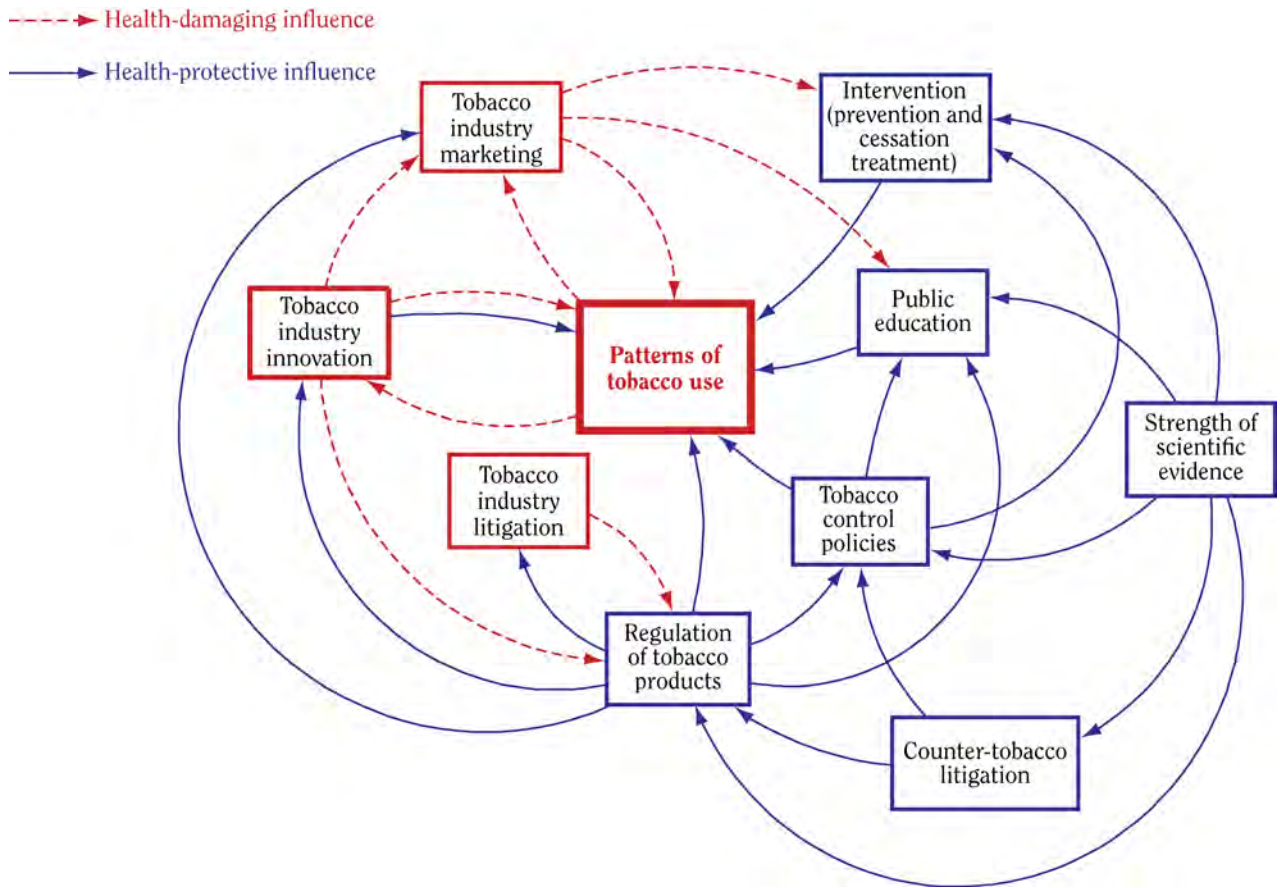 Health-damaging influence
Health-protective influence
Tobacco
industry
marketing
Intervention
(prevention and
cessation
treatment)
Tobacco
industry
innovation
Patterns of
tobacco use
Public
education
Strength of
scientific
evidence
Tobacco
industry
litigation
Tobacco
control
policies
Regulation
of tobacco
products
Counter-tobacco
litigation